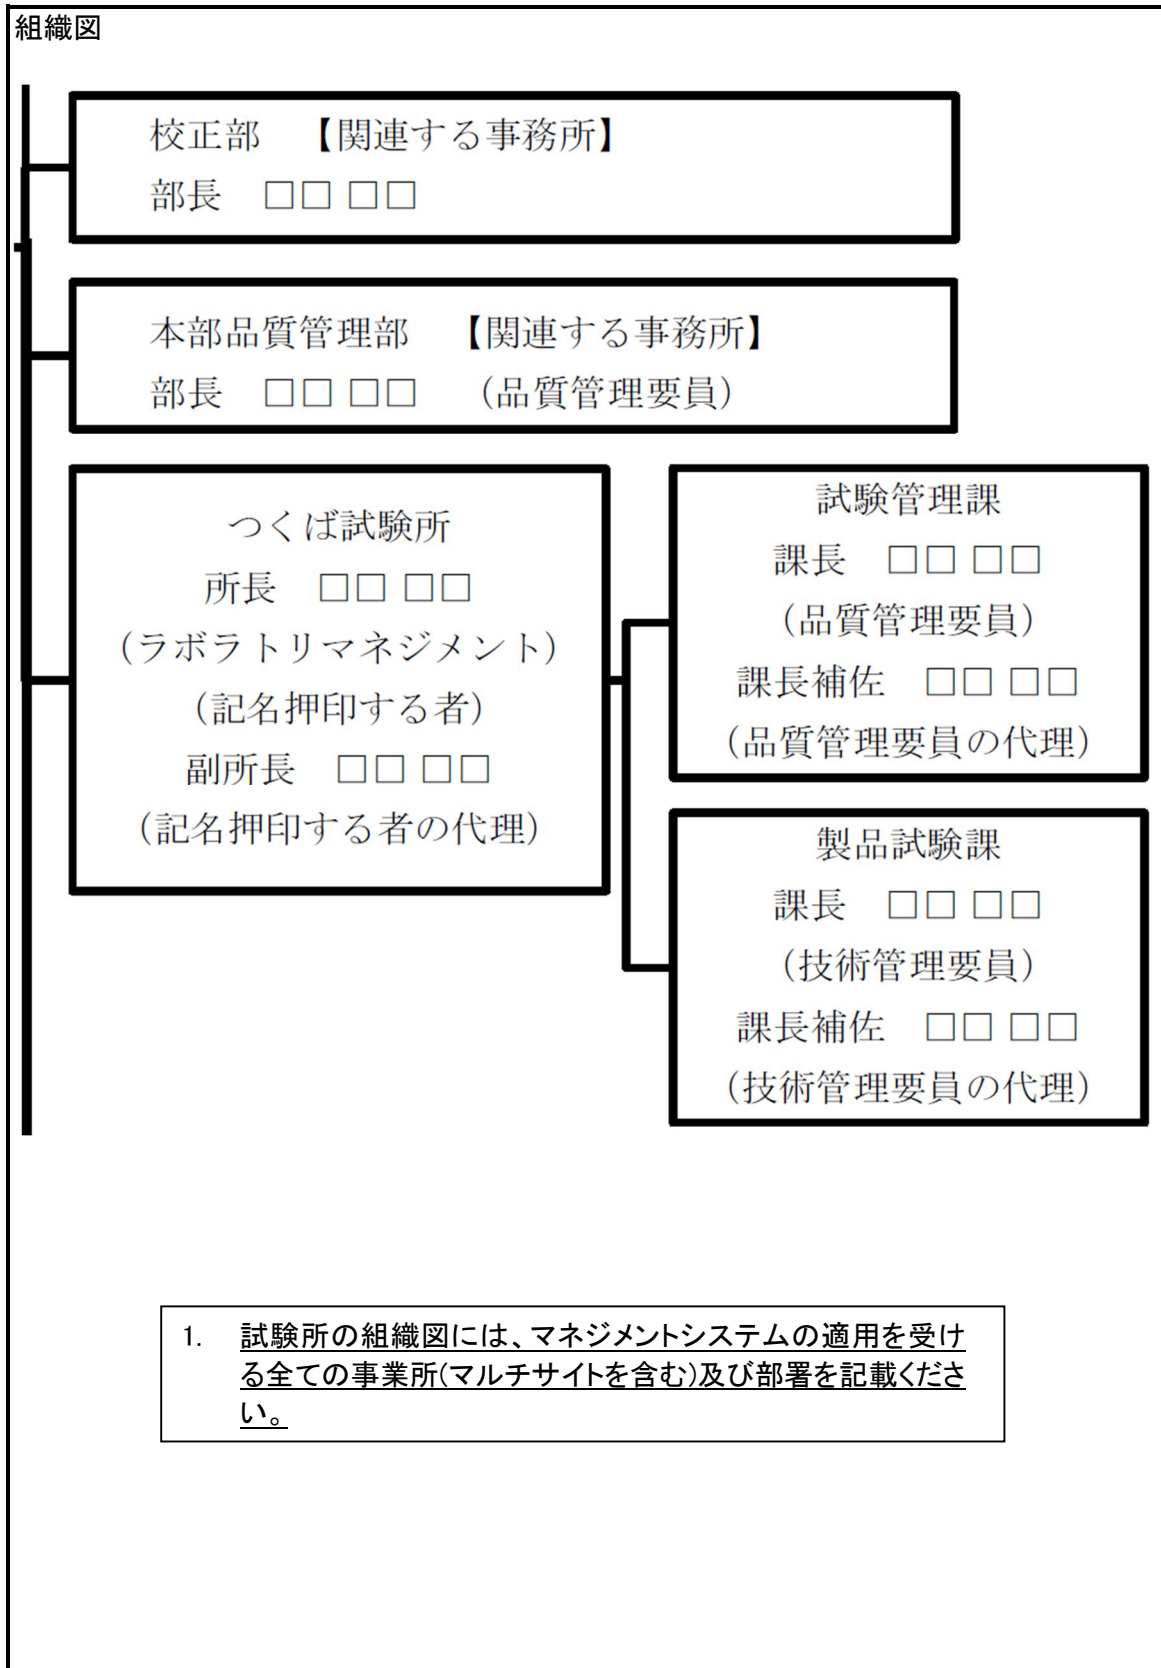 組織図
校正部　【関連する事務所】
部長　□□ □□
本部品質管理部　【関連する事務所】
部長　□□ □□　（品質管理要員）
つくば試験所
所長　□□ □□
（ラボラトリマネジメント）
（記名押印する者）
副所長　□□ □□
（記名押印する者の代理）
試験管理課
課長　□□ □□
（品質管理要員）
課長補佐　□□ □□
（品質管理要員の代理）
製品試験課
課長　□□ □□
（技術管理要員）
課長補佐　□□ □□
（技術管理要員の代理）
1.　試験所の組織図には、マネジメントシステムの適用を受け
る全ての事業所(マルチサイトを含む)及び部署を記載くださ
い。